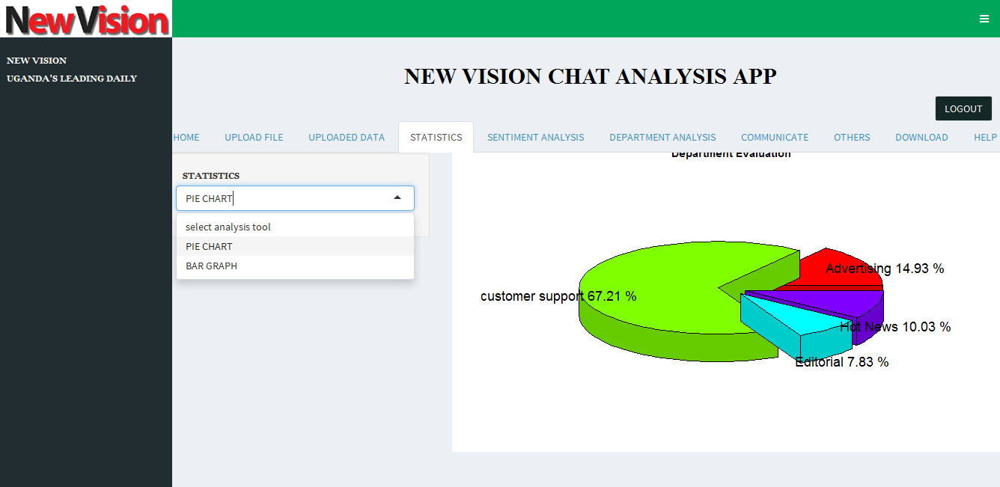 NewVision
NEW VISION
UGANDA'S LEADING DAILY
NEW VISION CHAT ANALYSIS APP
LOGOUT
HOME UPLOAD FILE UPLOADED DATA STATISTICS SENTIMENT ANALYSIS DEPARTMENT ANALYSIS COMMUNICATE OTHERS DOWNLOAD HELP
STATISTICS
PIE CHART
select analysis tool
PIE CHART
BAR GRAPH
Department Evaluation
Advertising 14.93 %
customer support 67.21 %
Hot News 10.03 %
Editorial 7.83 %